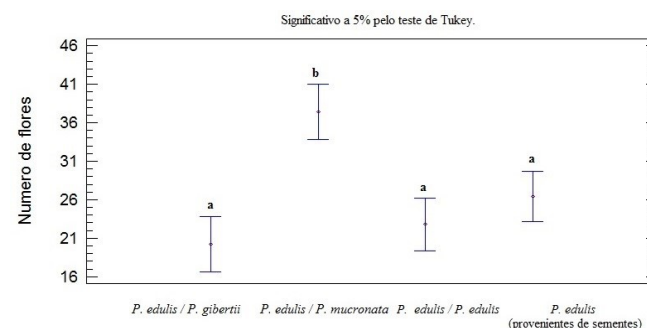 Significativo a 5% pelo teste de Tukey.
Numero de flores
46
41
36
31
26
21
16
a
b
a
a
P. edulis / P. gibertii
P. edulis / P. mucronata
P. edulis / P. edulis
P. edulis
(provenientes de sementes)